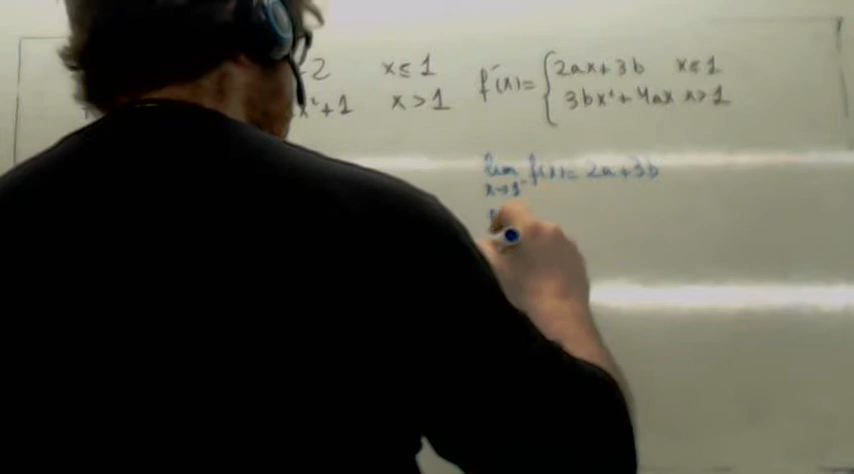 -2 x≤1 f'(x)= { 2ax+3b x≤1
x²+1 x>1 3bx²+4ax x>1
lim f(x)= 2a+3b
x→1⁻